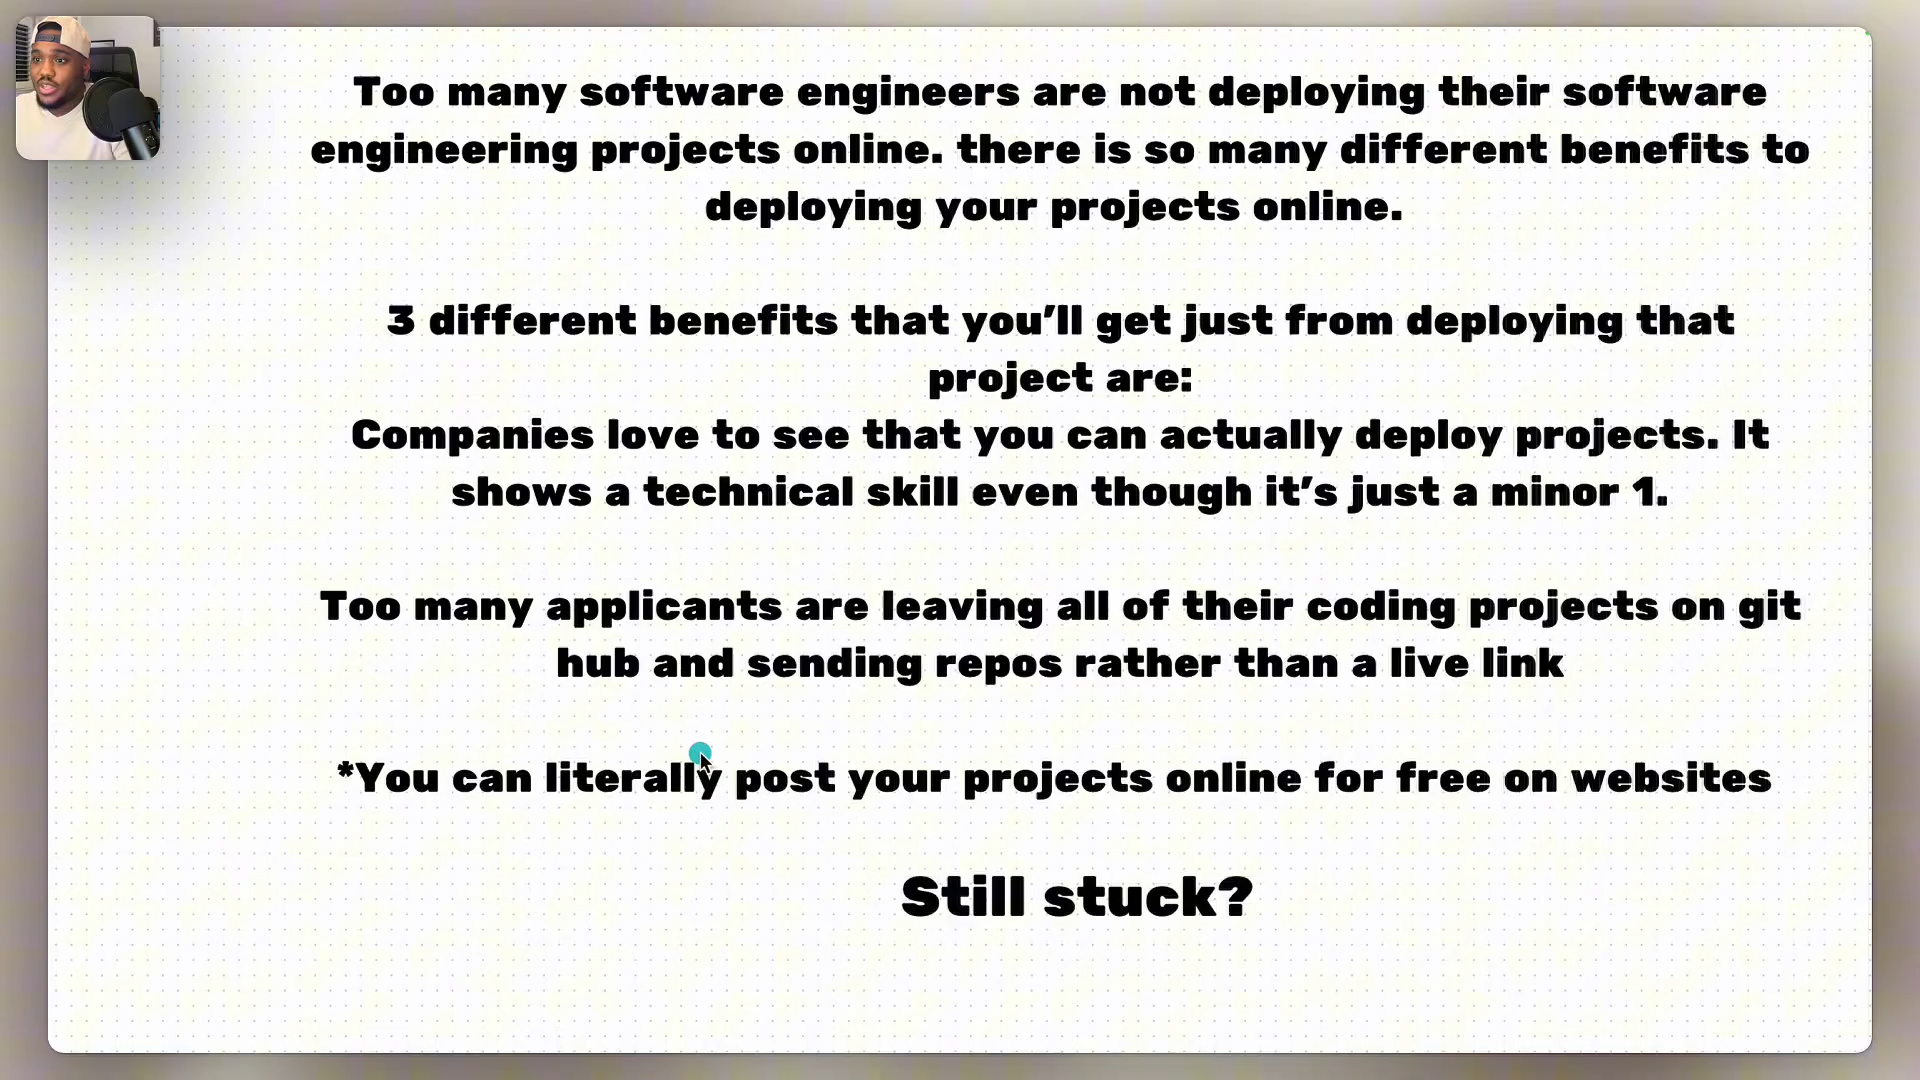 Too many software engineers are not deploying their software
engineering projects online. there is so many different benefits to
deploying your projects online.
3 different benefits that you’ll get just from deploying that
project are:
Companies love to see that you can actually deploy projects. It
shows a technical skill even though it’s just a minor 1.
Too many applicants are leaving all of their coding projects on git
hub and sending repos rather than a live link
*You can literally post your projects online for free on websites
Still stuck?